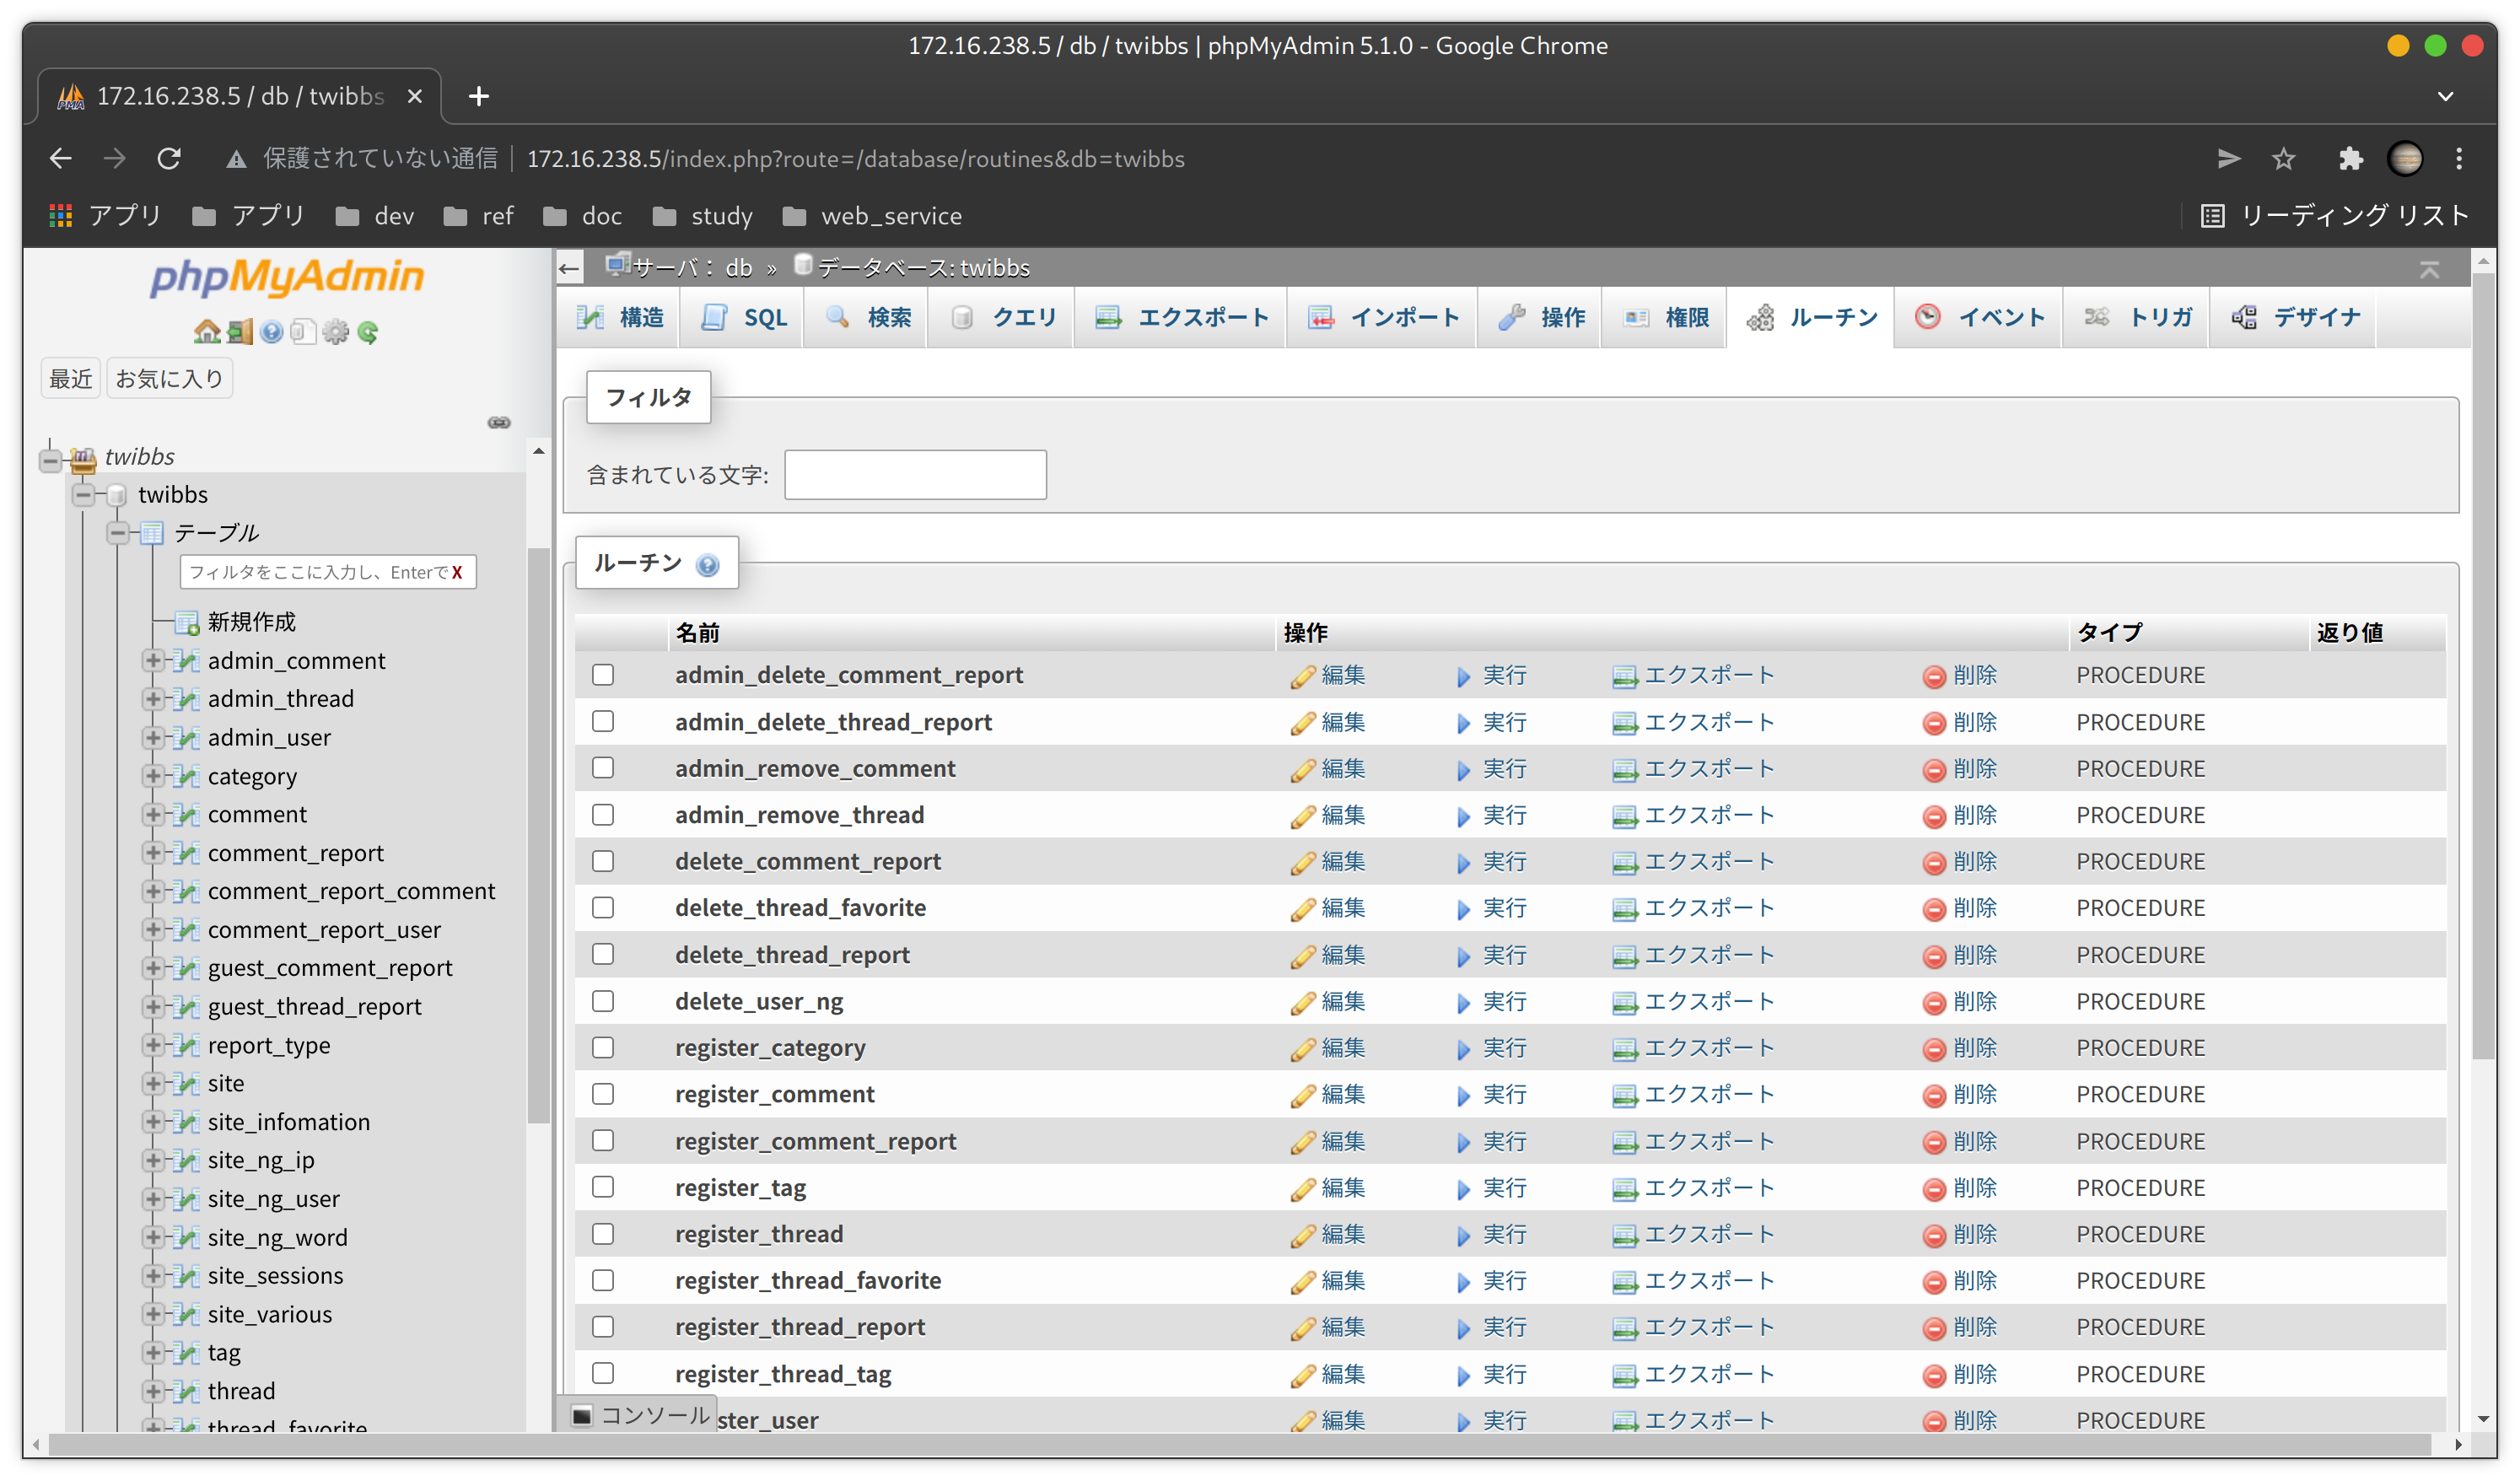 172.16.238.5 / db / twibbs | phpMyAdmin 5.1.0 - Google Chrome
172.16.238.5 / db / twibbs
保護されていない通信 172.16.238.5/index.php?route=/database/routines&db=twibbs
アプリ アプリ dev ref doc study web_service リーディング リスト
phpMyAdmin
最近 お気に入り
twibbs
twibbs
テーブル
フィルタをここに入力し、Enterで X
新規作成
admin_comment
admin_thread
admin_user
category
comment
comment_report
comment_report_comment
comment_report_user
guest_comment_report
guest_thread_report
report_type
site
site_infomation
site_ng_ip
site_ng_user
site_ng_word
site_sessions
site_various
tag
thread
thread_favorite
サーバ: db » データベース: twibbs
構造 SQL 検索 クエリ エクスポート インポート 操作 権限 ルーチン イベント トリガ デザイナ
フィルタ
含まれている文字:
ルーチン
名前 操作 タイプ 返り値
admin_delete_comment_report 編集 実行 エクスポート 削除 PROCEDURE
admin_delete_thread_report 編集 実行 エクスポート 削除 PROCEDURE
admin_remove_comment 編集 実行 エクスポート 削除 PROCEDURE
admin_remove_thread 編集 実行 エクスポート 削除 PROCEDURE
delete_comment_report 編集 実行 エクスポート 削除 PROCEDURE
delete_thread_favorite 編集 実行 エクスポート 削除 PROCEDURE
delete_thread_report 編集 実行 エクスポート 削除 PROCEDURE
delete_user_ng 編集 実行 エクスポート 削除 PROCEDURE
register_category 編集 実行 エクスポート 削除 PROCEDURE
register_comment 編集 実行 エクスポート 削除 PROCEDURE
register_comment_report 編集 実行 エクスポート 削除 PROCEDURE
register_tag 編集 実行 エクスポート 削除 PROCEDURE
register_thread 編集 実行 エクスポート 削除 PROCEDURE
register_thread_favorite 編集 実行 エクスポート 削除 PROCEDURE
register_thread_report 編集 実行 エクスポート 削除 PROCEDURE
register_thread_tag 編集 実行 エクスポート 削除 PROCEDURE
ster_user 編集 実行 エクスポート 削除 PROCEDURE
コンソール